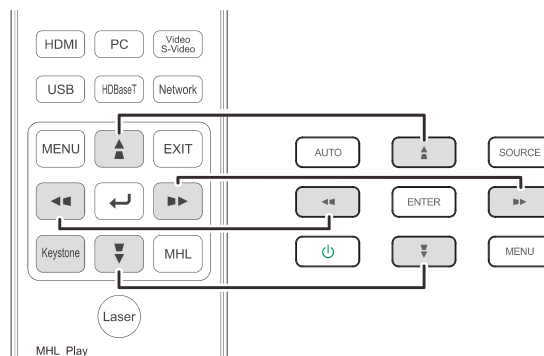 HDMI PC Video
S-Video
USB HDBaseT Network
MENU EXIT
AUTO SOURCE
ENTER
Keystone MHL
MENU
Laser
MHL Play